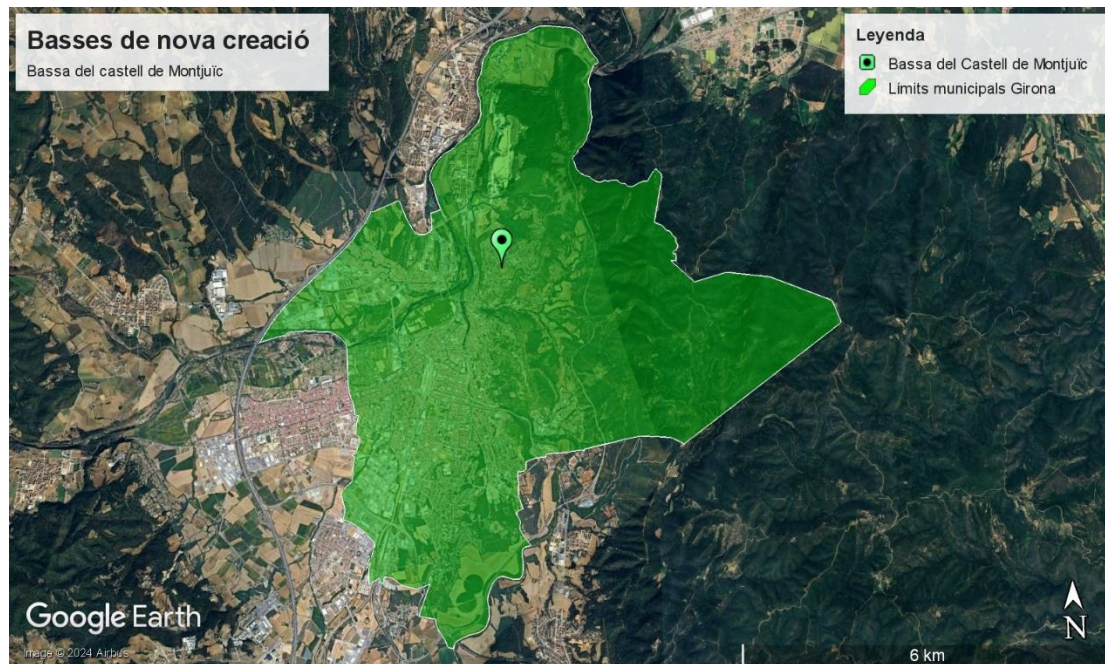 Basses de nova creació
Bassa del castell de Montjuïc
Leyenda
Bassa del Castell de Montjuïc
Límits municipals Girona
Google Earth
Image © 2024 Airbus
N
6 km